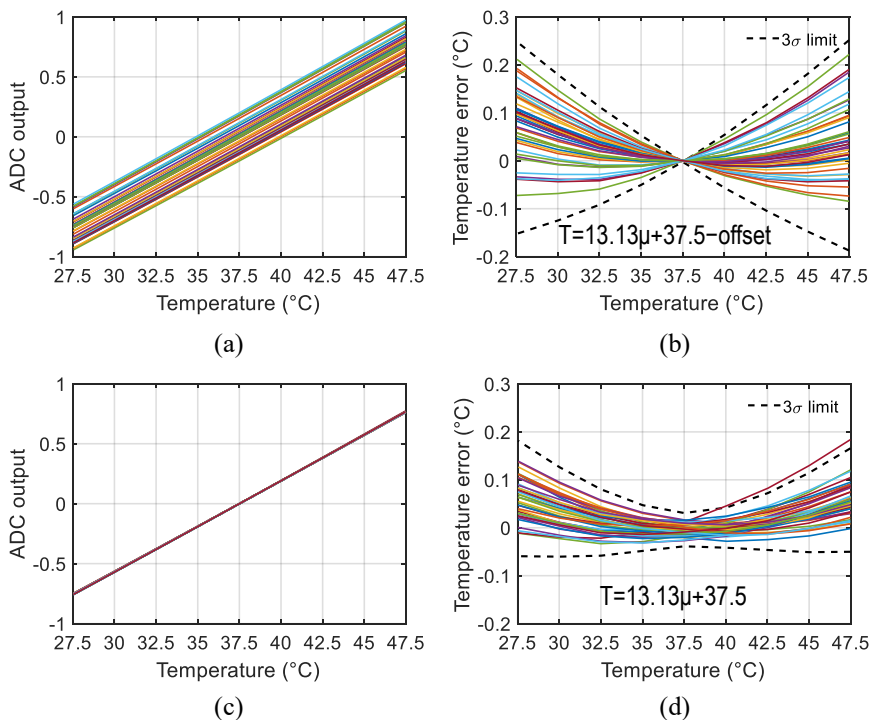 1
0.5
0
-0.5
-1
ADC output
27.5 30 32.5 35 37.5 40 42.5 45 47.5
Temperature (°C)
(a)
0.3
0.2
0.1
0
-0.1
-0.2
Temperature error (°C)
3σ limit
T=13.13μ+37.5−offset
27.5 30 32.5 35 37.5 40 42.5 45 47.5
Temperature (°C)
(b)
1
0.5
0
-0.5
-1
ADC output
27.5 30 32.5 35 37.5 40 42.5 45 47.5
Temperature (°C)
(c)
0.3
0.2
0.1
0
-0.1
-0.2
Temperature error (°C)
3σ limit
T=13.13μ+37.5
27.5 30 32.5 35 37.5 40 42.5 45 47.5
Temperature (°C)
(d)